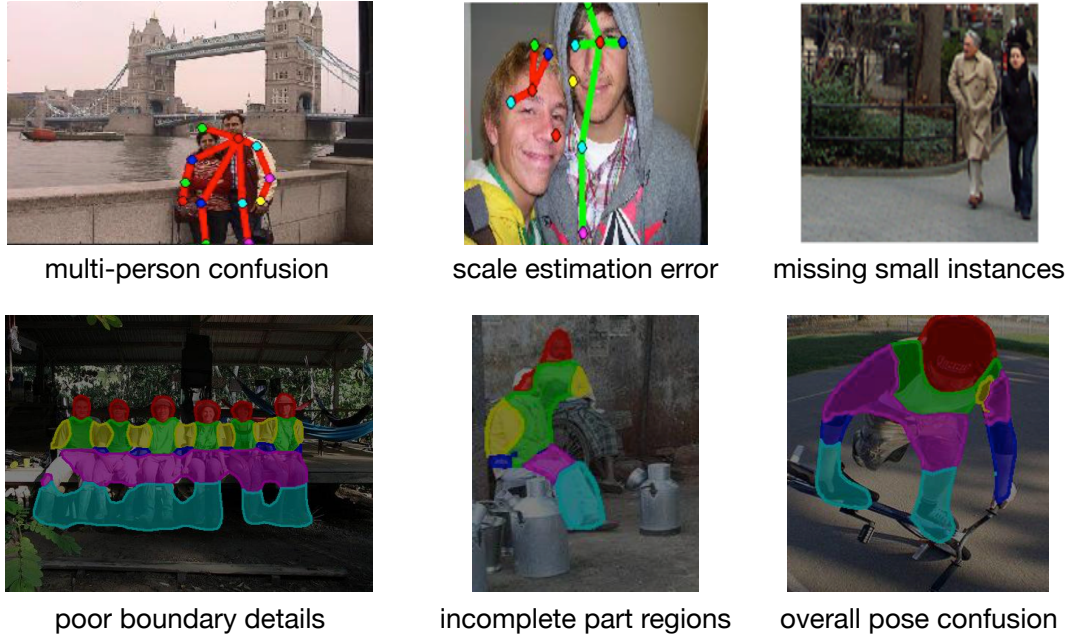 multi-person confusion
scale estimation error
missing small instances
poor boundary details
incomplete part regions
overall pose confusion